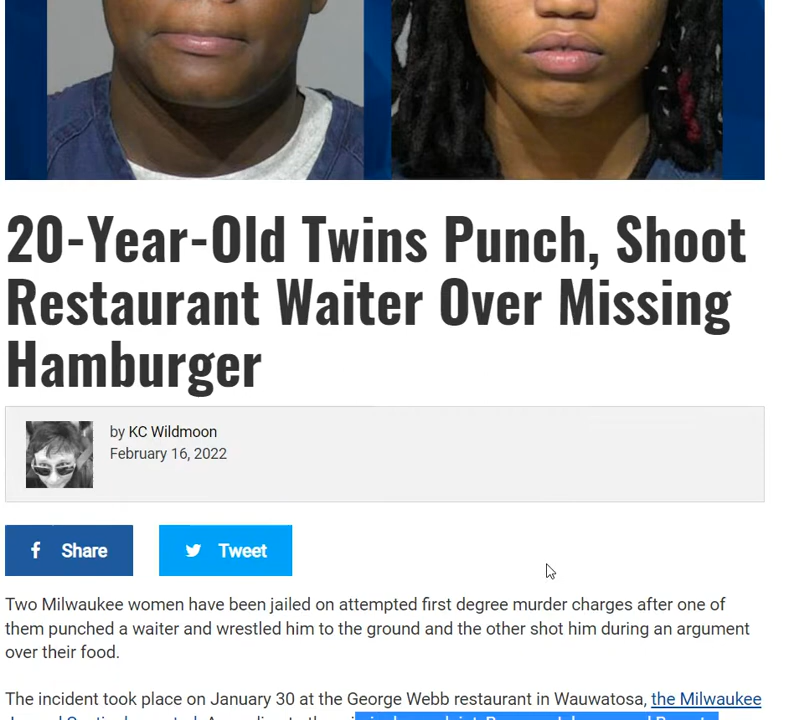 20-Year-Old Twins Punch, Shoot
Restaurant Waiter Over Missing
Hamburger
by KC Wildmoon
February 16, 2022
Share
Tweet
Two Milwaukee women have been jailed on attempted first degree murder charges after one of
them punched a waiter and wrestled him to the ground and the other shot him during an argument
over their food.
The incident took place on January 30 at the George Webb restaurant in Wauwatosa, the Milwaukee